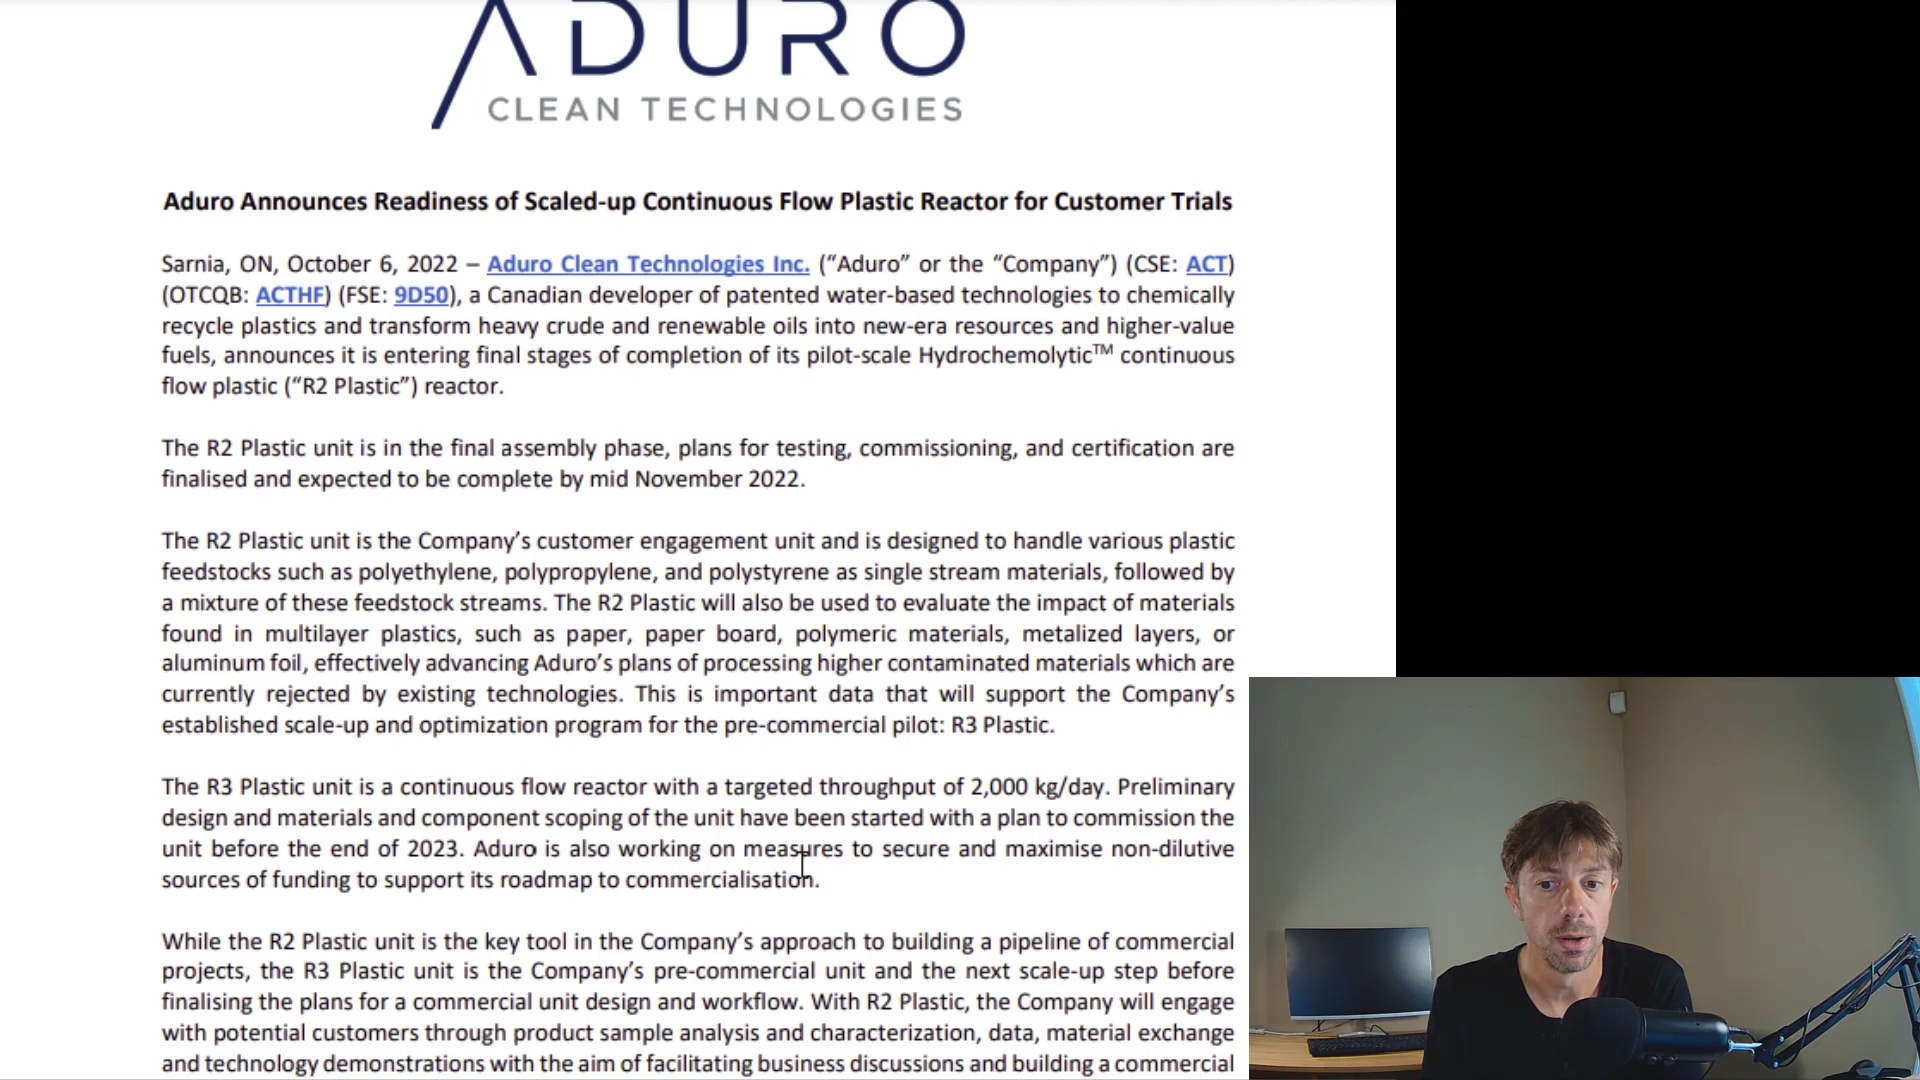 ADURO
CLEAN TECHNOLOGIES
Aduro Announces Readiness of Scaled-up Continuous Flow Plastic Reactor for Customer Trials
Sarnia, ON, October 6, 2022 – Aduro Clean Technologies Inc. (“Aduro” or the “Company”) (CSE: ACT)
(OTCQB: ACTHF) (FSE: 9D50), a Canadian developer of patented water-based technologies to chemically
recycle plastics and transform heavy crude and renewable oils into new-era resources and higher-value
fuels, announces it is entering final stages of completion of its pilot-scale Hydrochemolytic™ continuous
flow plastic (“R2 Plastic”) reactor.
The R2 Plastic unit is in the final assembly phase, plans for testing, commissioning, and certification are
finalised and expected to be complete by mid November 2022.
The R2 Plastic unit is the Company’s customer engagement unit and is designed to handle various plastic
feedstocks such as polyethylene, polypropylene, and polystyrene as single stream materials, followed by
a mixture of these feedstock streams. The R2 Plastic will also be used to evaluate the impact of materials
found in multilayer plastics, such as paper, paper board, polymeric materials, metalized layers, or
aluminum foil, effectively advancing Aduro’s plans of processing higher contaminated materials which are
currently rejected by existing technologies. This is important data that will support the Company’s
established scale-up and optimization program for the pre-commercial pilot: R3 Plastic.
The R3 Plastic unit is a continuous flow reactor with a targeted throughput of 2,000 kg/day. Preliminary
design and materials and component scoping of the unit have been started with a plan to commission the
unit before the end of 2023. Aduro is also working on measures to secure and maximise non-dilutive
sources of funding to support its roadmap to commercialisation.
While the R2 Plastic unit is the key tool in the Company’s approach to building a pipeline of commercial
projects, the R3 Plastic unit is the Company’s pre-commercial unit and the next scale-up step before
finalising the plans for a commercial unit design and workflow. With R2 Plastic, the Company will engage
with potential customers through product sample analysis and characterization, data, material exchange
and technology demonstrations with the aim of facilitating business discussions and building a commercial